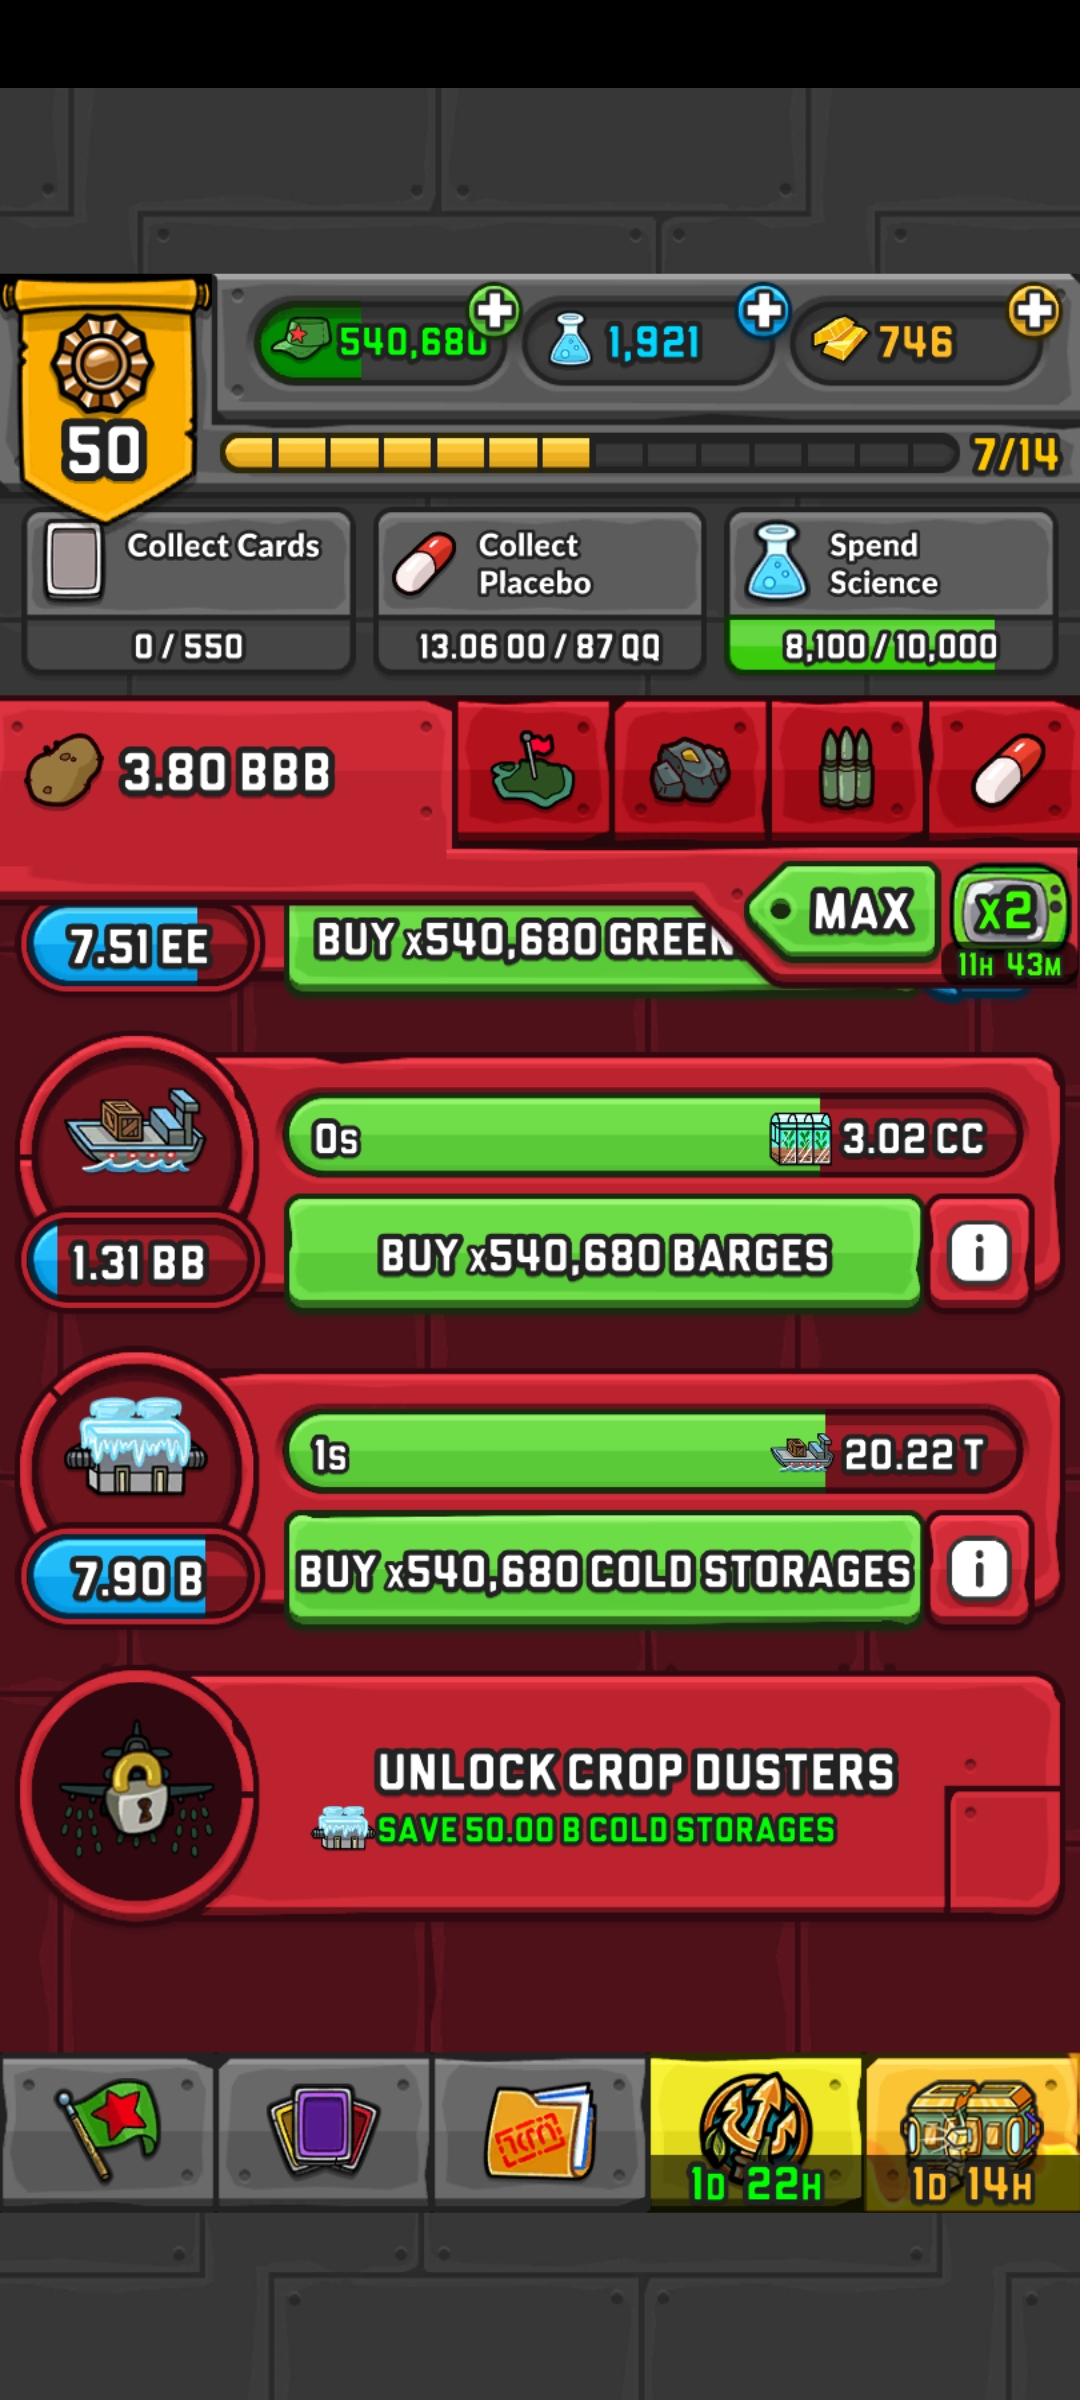 540,680
1,921
746
50
7/14
Collect Cards
0 / 550
Collect
Placebo
13.06 OO / 87 QQ
Spend
Science
8,100 / 10,000
3.80 BBB
MAX
x2
11H 43M
7.51 EE
BUY x540,680 GREEN
0s
3.02 CC
1.31 BB
BUY x540,680 BARGES
i
1s
20.22 T
7.90 B
BUY x540,680 COLD STORAGES
i
UNLOCK CROP DUSTERS
SAVE 50.00 B COLD STORAGES
1D 22H
1D 14H